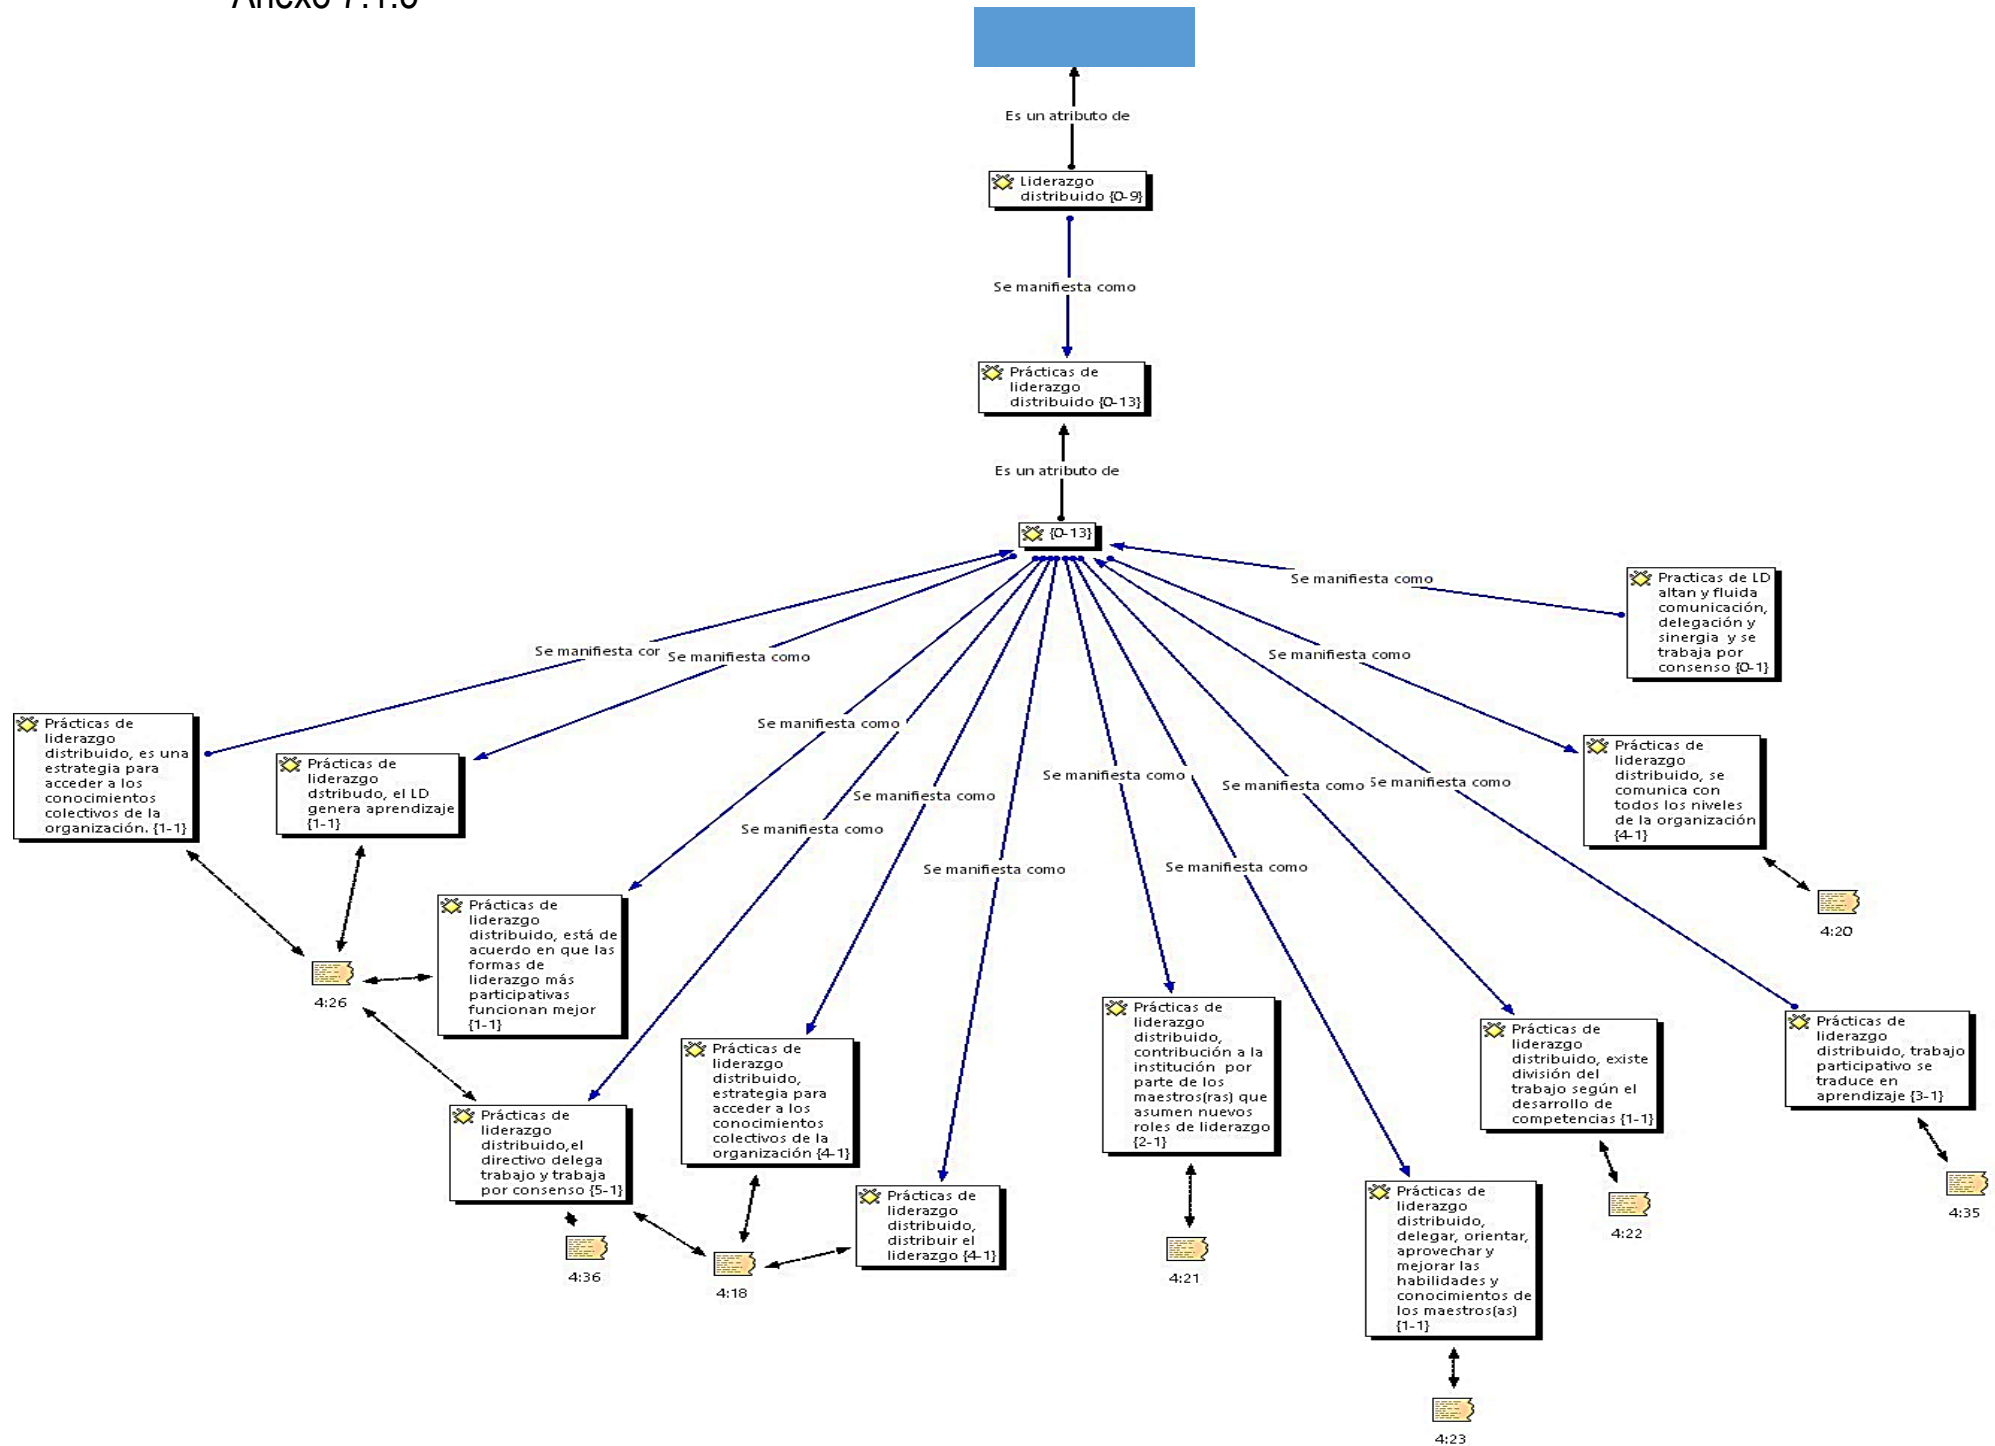 Anexo 7.1.3
Es un atributo de
Liderazgo
distribuido {0-9}
Se manifiesta como
Prácticas de
liderazgo
distribuido {0-13}
Es un atributo de
{0-13}
Se manifiesta como
Practicas de LD
altan y fluida
comunicación,
delegación y
sinergia y se
trabaja por
consenso {0-1}
Se manifiesta cor
Se manifiesta como
Se manifiesta como
Prácticas de
liderazgo
distribuido, es una
estrategia para
acceder a los
conocimientos
colectivos de la
organización. {1-1}
Prácticas de
liderazgo
dstribudo, el LD
genera aprendizaje
{1-1}
Se manifiesta como
Se manifiesta como
Se manifiesta como
Se manifiesta como
Se manifiesta como
Se manifiesta como
Se manifiesta como
Se manifiesta como
Se manifiesta como
Prácticas de
liderazgo
distribuido, se
comunica con
todos los niveles
de la organización
{4-1}
4:20
Prácticas de
liderazgo
distribuido, está de
acuerdo en que las
formas de
liderazgo más
participativas
funcionan mejor
{1-1}
4:26
Prácticas de
liderazgo
distribuido,el
directivo delega
trabajo y trabaja
por consenso {5-1}
4:36
Prácticas de
liderazgo
distribuido,
estrategia para
acceder a los
conocimientos
colectivos de la
organización {4-1}
4:18
Prácticas de
liderazgo
distribuido,
distribuir el
liderazgo {4-1}
Prácticas de
liderazgo
distribuido,
contribución a la
institución por
parte de los
maestros(ras) que
asumen nuevos
roles de liderazgo
{2-1}
4:21
Prácticas de
liderazgo
distribuido,
delegar, orientar,
aprovechar y
mejorar las
habilidades y
conocimientos de
los maestros(as)
{1-1}
4:23
Prácticas de
liderazgo
distribuido, existe
división del
trabajo según el
desarrollo de
competencias {1-1}
4:22
Prácticas de
liderazgo
distribuido, trabajo
participativo se
traduce en
aprendizaje {3-1}
4:35